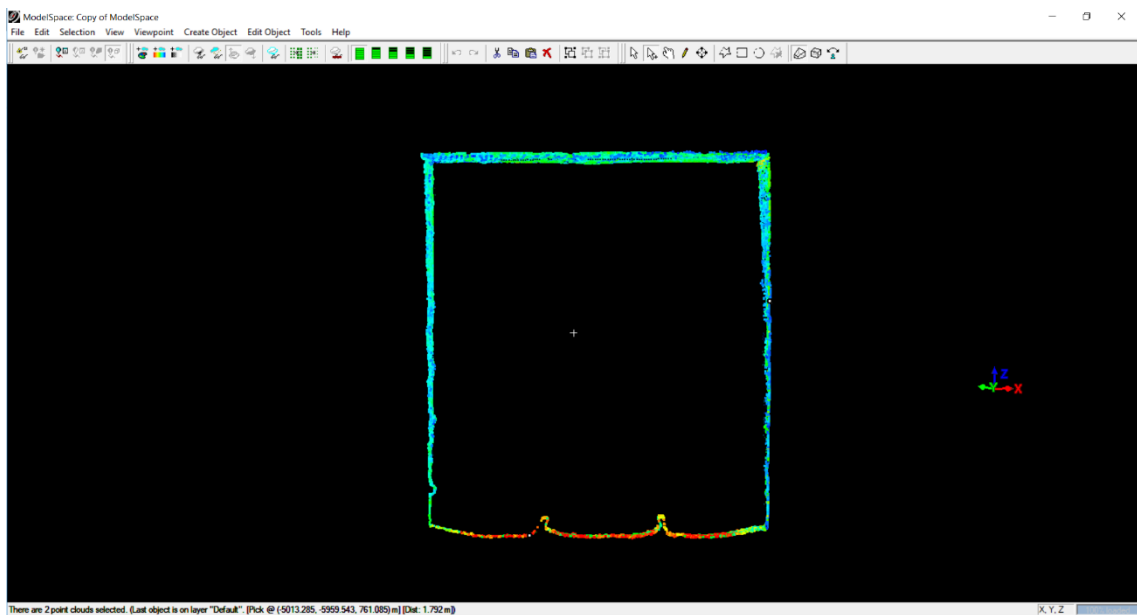 ModelSpace: Copy of ModelSpace
File Edit Selection View Viewpoint Create Object Edit Object Tools Help
Z
Y X
There are 2 point clouds selected. (Last object is on layer "Default". [Pick @ (-5013.285, -5959.543, 761.085) m] [Dist: 1.792 m])
X, Y, Z